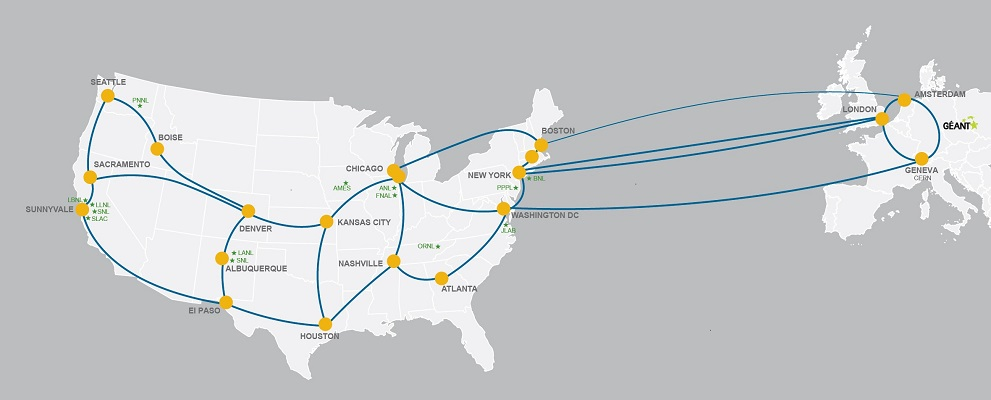 SEATTLE
PNNL
BOISE
SACRAMENTO
LBNL
LLNL
SNL
SUNNYVALE
SLAC
DENVER
LANL
SNL
ALBUQUERQUE
El PASO
HOUSTON
KANSAS CITY
AMES
CHICAGO
ANL
FNAL
NASHVILLE
ORNL
ATLANTA
WASHINGTON DC
JLAB
PPPL
BNL
NEW YORK
BOSTON
AMSTERDAM
LONDON
GÉANT
GENEVA
CERN